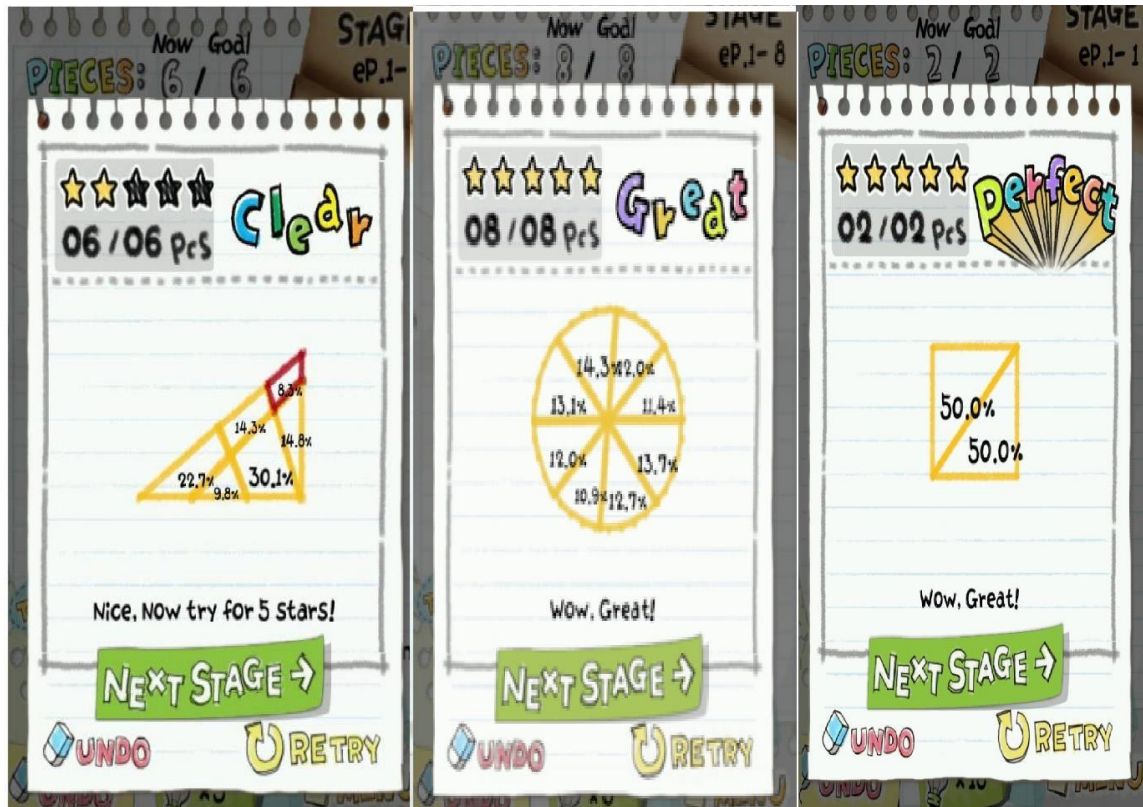 Now Goal
PIECES: 6 / 6
STAGE
eP.1-
06/06 Pcs
Clear
8.3%
14.3%
14.8%
22.7%
9.8%
30.1%
Nice, Now try for 5 stars!
NEXT STAGE →
UNDO
RETRY
Now Goal
PIECES: 8 / 8
STAGE
eP.1- 8
08/08 Pcs
Great
14.3% 12.0%
13.1% 11.4%
12.0% 13.7%
10.9% 12.7%
Wow, Great!
NEXT STAGE →
UNDO
RETRY
Now Goal
PIECES: 2 / 2
STAGE
eP.1- 1
02/02 Pcs
Perfect
50.0%
50.0%
Wow, Great!
NEXT STAGE →
UNDO
RETRY